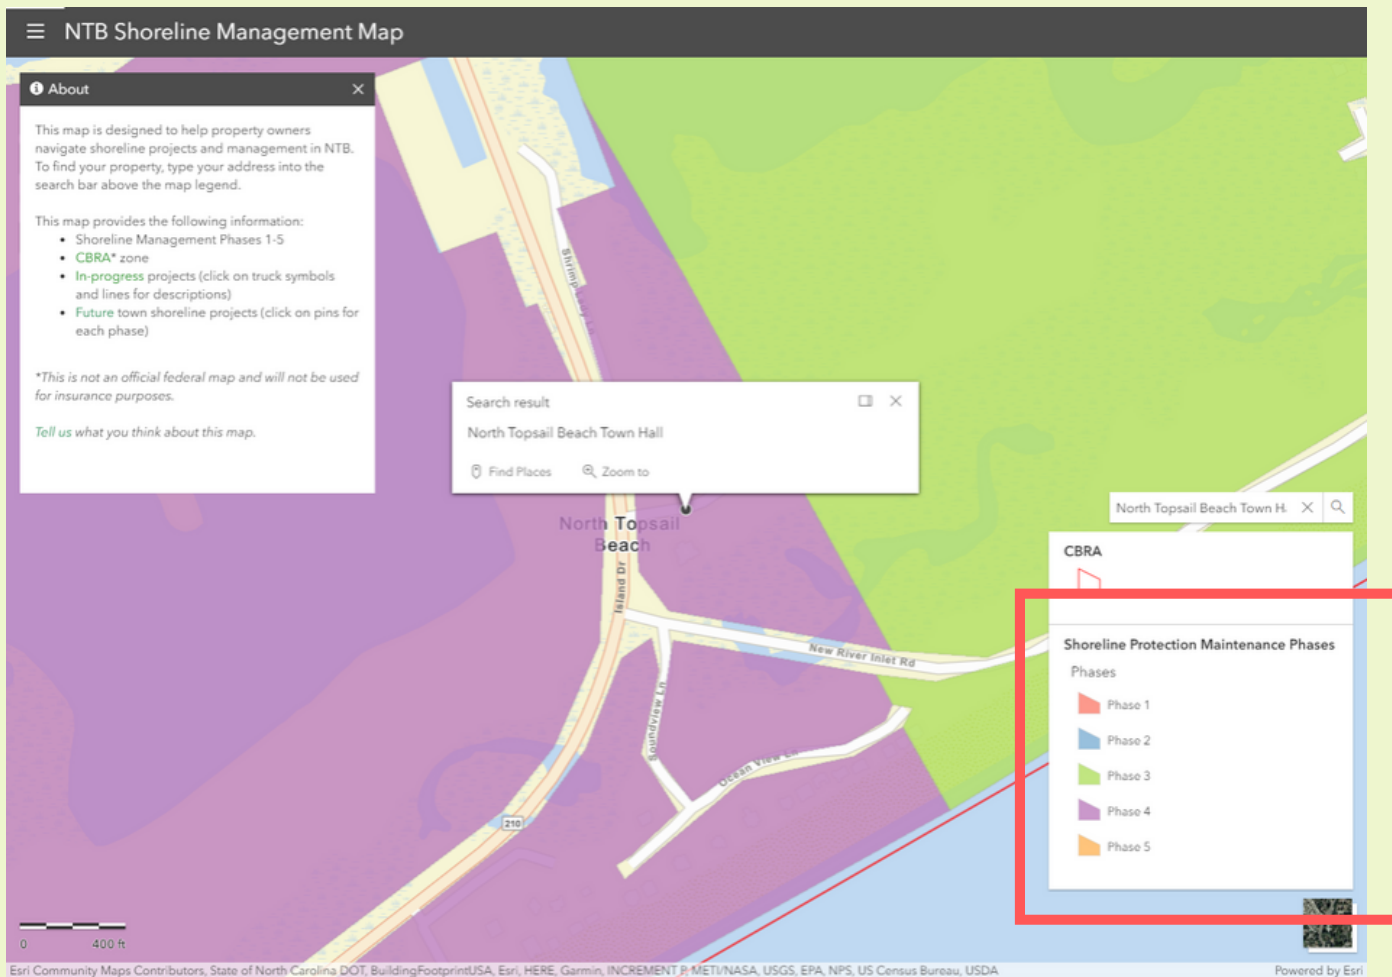 NTB Shoreline Management Map
About
This map is designed to help property owners
navigate shoreline projects and management in NTB.
To find your property, type your address into the
search bar above the map legend.
This map provides the following information:
• Shoreline Management Phases 1-5
• CBRA* zone
• In-progress projects (click on truck symbols
and lines for descriptions)
• Future town shoreline projects (click on pins for
each phase)
*This is not an official federal map and will not be used
for insurance purposes.
Tell us what you think about this map.
Shrimp Lady Ln
Search result
North Topsail Beach Town Hall
Find Places
Zoom to
North Topsail
Beach
Island Dr
New River Inlet Rd
Soundview Ln
Ocean View Ln
210
North Topsail Beach Town H
CBRA
Shoreline Protection Maintenance Phases
Phases
Phase 1
Phase 2
Phase 3
Phase 4
Phase 5
0 400 ft
Esri Community Maps Contributors, State of North Carolina DOT, BuildingFootprintUSA, Esri, HERE, Garmin, INCREMENT P, METI/NASA, USGS, EPA, NPS, US Census Bureau, USDA
Powered by Esri